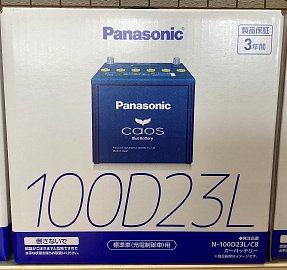 Panasonic
製品保証
3年間
Panasonic
caos
Blue Battery
100D23L
倒さないで
標準車(充電制御車)用
N-100D23L/C8
カーバッテリー